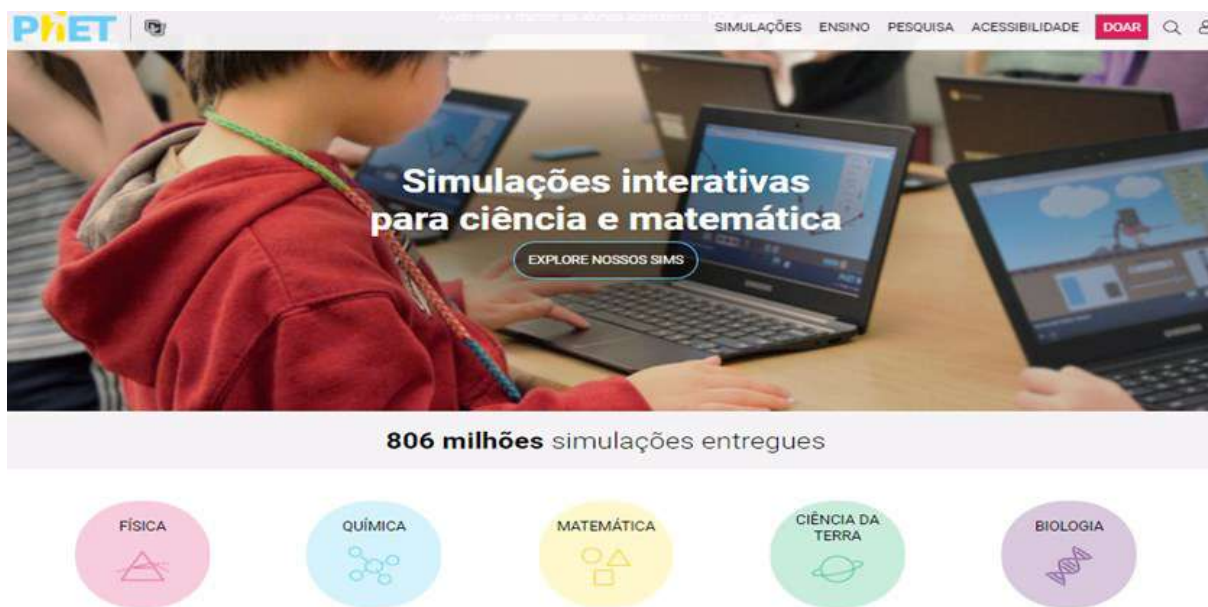 PhET
SIMULAÇÕES ENSINO PESQUISA ACESSIBILIDADE DOAR
Simulações interativas
para ciência e matemática
EXPLORE NOSSOS SIMS
806 milhões simulações entregues
FÍSICA
QUÍMICA
MATEMÁTICA
CIÊNCIA DA
TERRA
BIOLOGIA